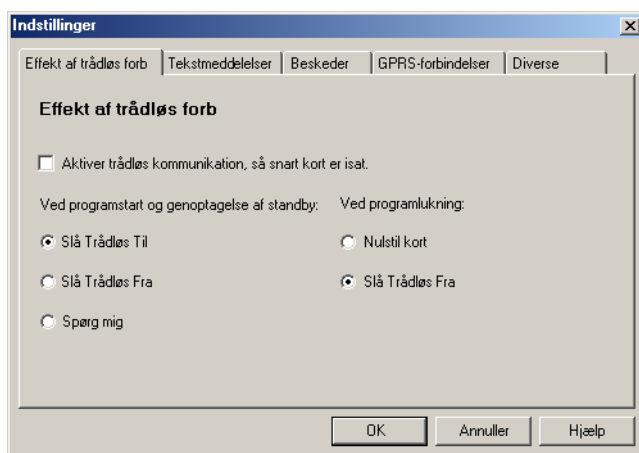 Indstillinger
Effekt af trådløs forb
Tekstmeddelelser
Beskeder
GPRS-forbindelser
Diverse
Effekt af trådløs forb
Aktiver trådløs kommunikation, så snart kort er isat.
Ved programstart og genoptagelse af standby:
Slå Trådløs Til
Slå Trådløs Fra
Spørg mig
Ved programlukning:
Nulstil kort
Slå Trådløs Fra
OK
Annuller
Hjælp